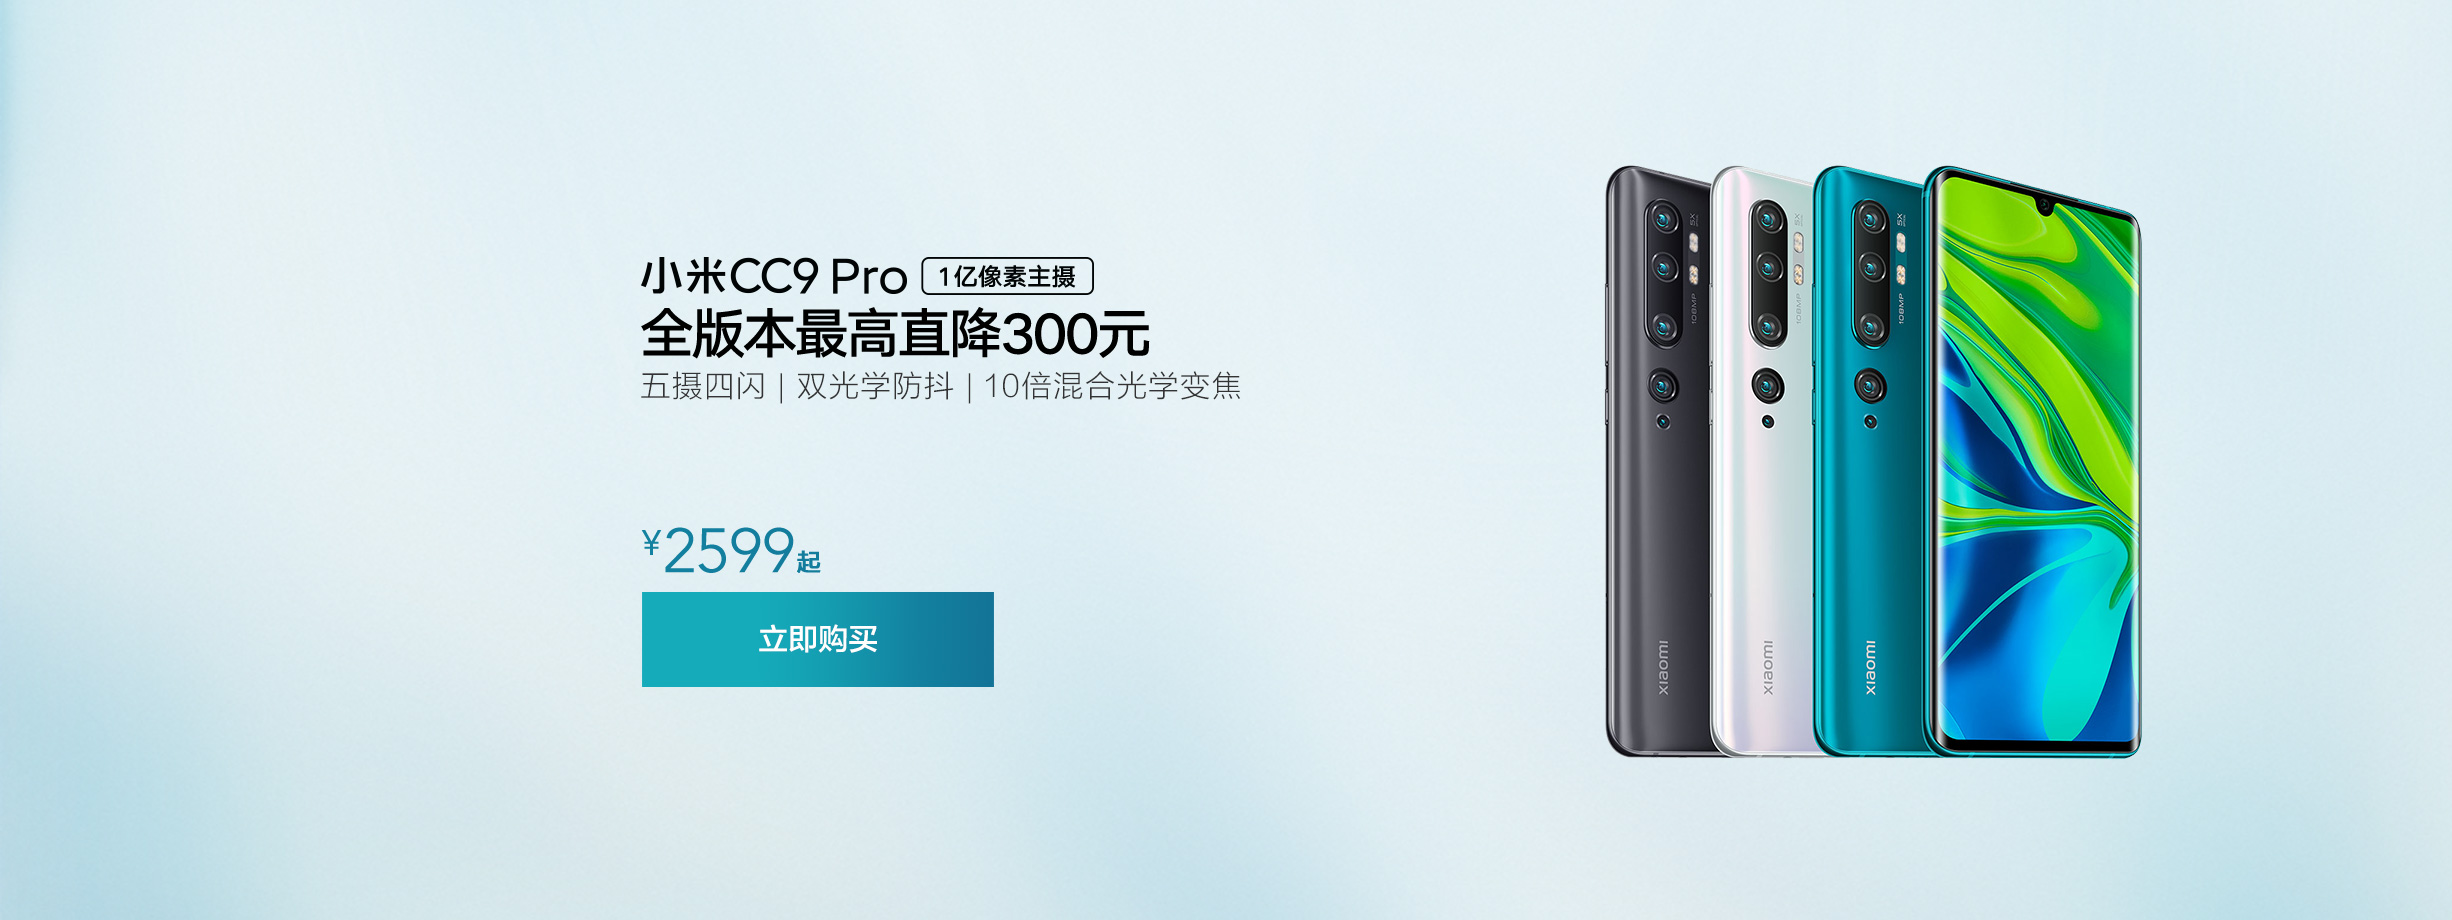 小米CC9 Pro 1亿像素主摄
全版本最高直降300元
五摄四闪 | 双光学防抖 | 10倍混合光学变焦
¥2599起
立即购买
5X
108MP
xiaomi
5X
108MP
xiaomi
5X
108MP
xiaomi